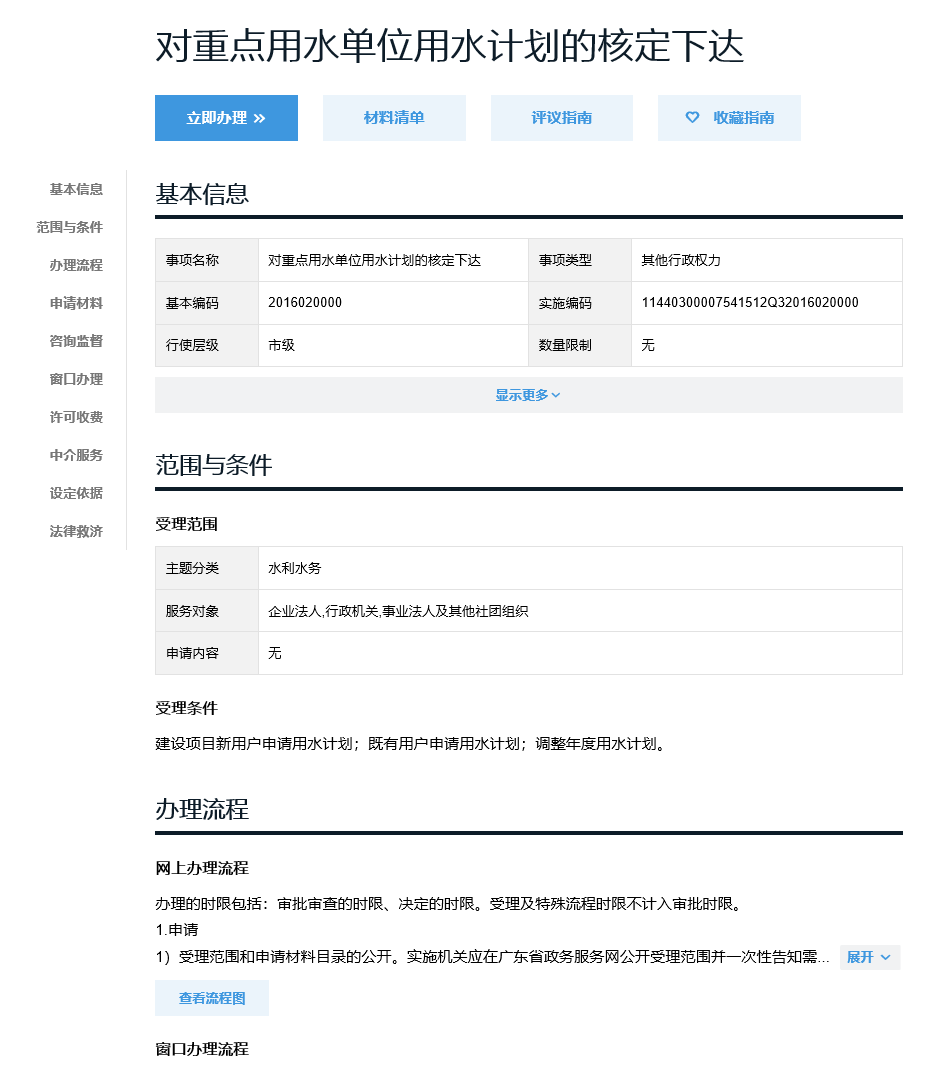 对重点用水单位用水计划的核定下达
立即办理 »
材料清单
评议指南
收藏指南
基本信息
范围与条件
办理流程
申请材料
咨询监督
窗口办理
许可收费
中介服务
设定依据
法律救济
基本信息
事项名称 对重点用水单位用水计划的核定下达 事项类型 其他行政权力
基本编码 2016020000 实施编码 11440300007541512Q32016020000
行使层级 市级 数量限制 无
显示更多
范围与条件
受理范围
主题分类 水利水务
服务对象 企业法人,行政机关,事业法人及其他社团组织
申请内容 无
受理条件
建设项目新用户申请用水计划；既有用户申请用水计划；调整年度用水计划。
办理流程
网上办理流程
办理的时限包括：审批审查的时限、决定的时限。受理及特殊流程时限不计入审批时限。
1.申请
1）受理范围和申请材料目录的公开。实施机关应在广东省政务服务网公开受理范围并一次性告知需... 展开
查看流程图
窗口办理流程